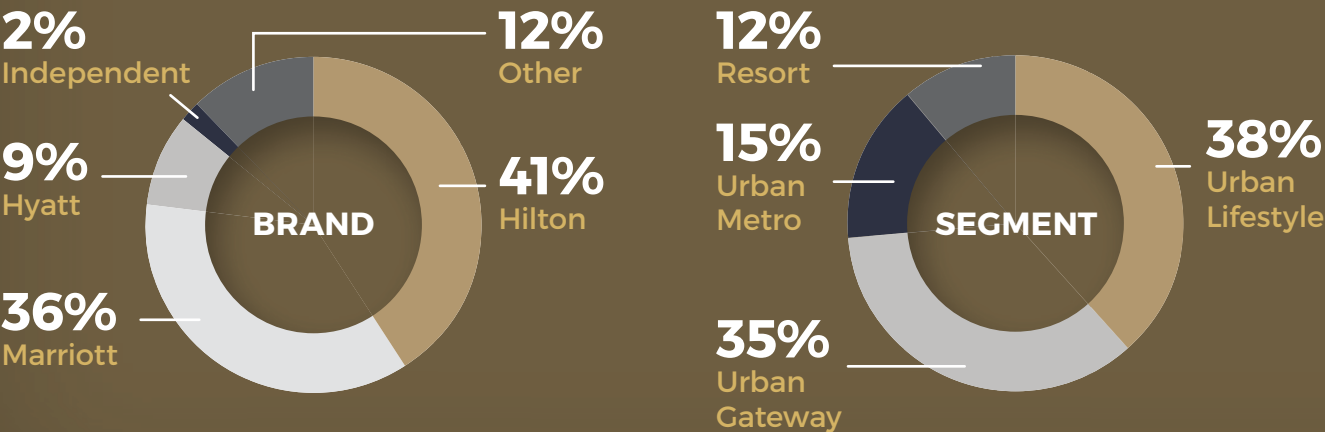 2%
Independent
12%
Other
9%
Hyatt
41%
Hilton
BRAND
36%
Marriott
12%
Resort
15%
Urban
Metro
38%
Urban
Lifestyle
SEGMENT
35%
Urban
Gateway